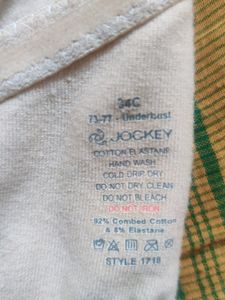 34C
73-77 - Underbust
JOCKEY
COTTON ELASTANE
HAND WASH
COLD DRIP DRY
DO NOT DRY CLEAN
DO NOT BLEACH
DO NOT IRON
92% Combed Cotton
& 8% Elastane
STYLE 1718